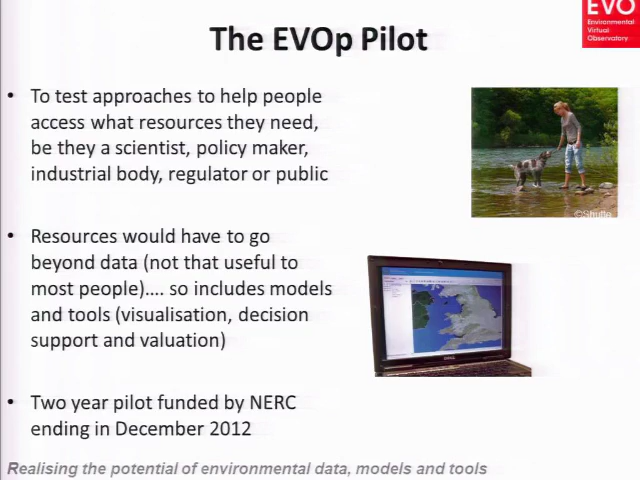 EVO
Environmental
Virtual
Observatory
The EVOp Pilot
• To test approaches to help people
access what resources they need,
be they a scientist, policy maker,
industrial body, regulator or public
• Resources would have to go
beyond data (not that useful to
most people).... so includes models
and tools (visualisation, decision
support and valuation)
• Two year pilot funded by NERC
ending in December 2012
Realising the potential of environmental data, models and tools